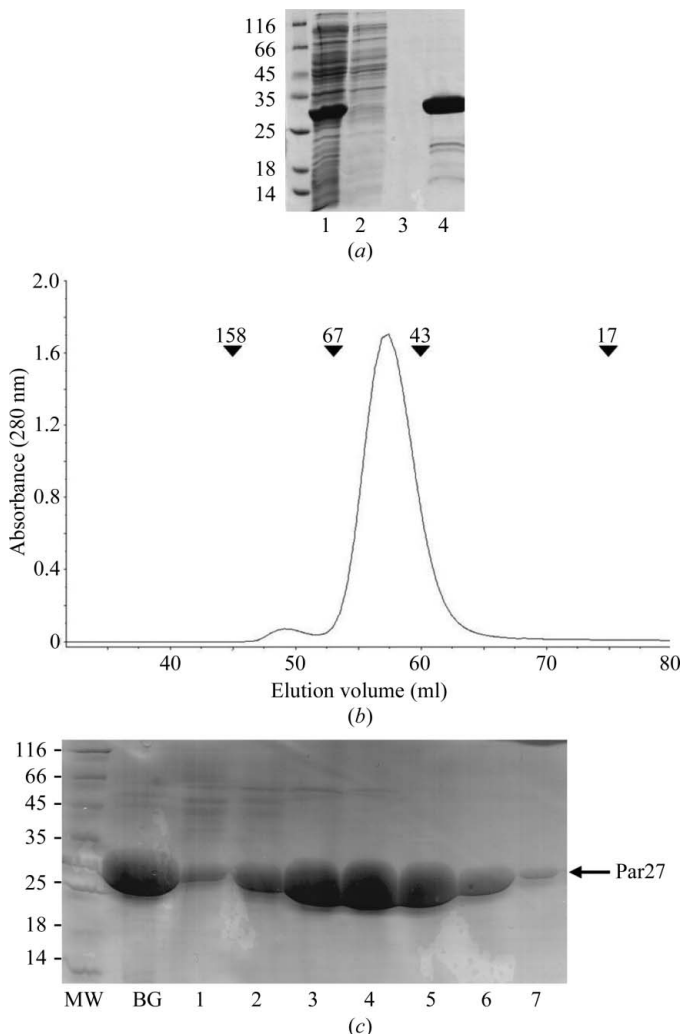 116
66
45
35
25
18
14
1 2 3 4
(a)
2.0
1.6
1.2
0.8
0.4
0
Absorbance (280 nm)
158 67 43 17
40 50 60 70 80
Elution volume (ml)
(b)
116
66
45
35
25
18
14
Par27
MW BG 1 2 3 4 5 6 7
(c)